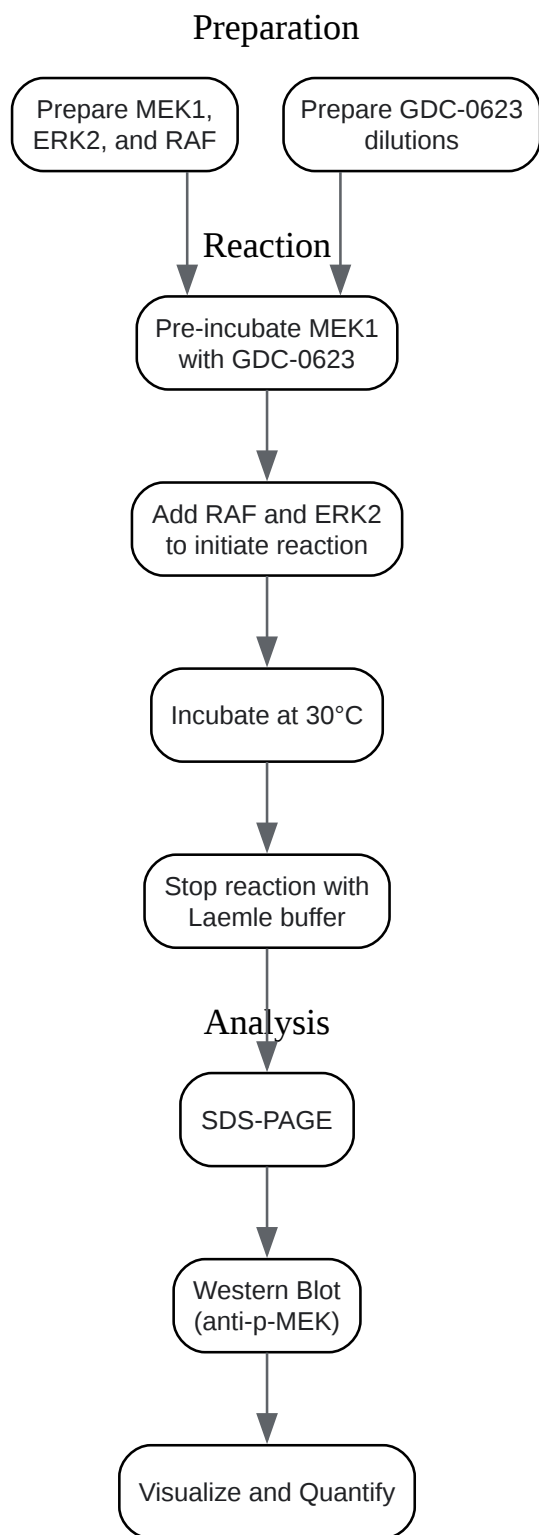 Preparation
Prepare MEK1,
ERK2, and RAF
Prepare GDC-0623
dilutions
Reaction
Pre-incubate MEK1
with GDC-0623
Add RAF and ERK2
to initiate reaction
Incubate at 30°C
Stop reaction with
Laemle buffer
Analysis
SDS-PAGE
Western Blot
(anti-p-MEK)
Visualize and Quantify